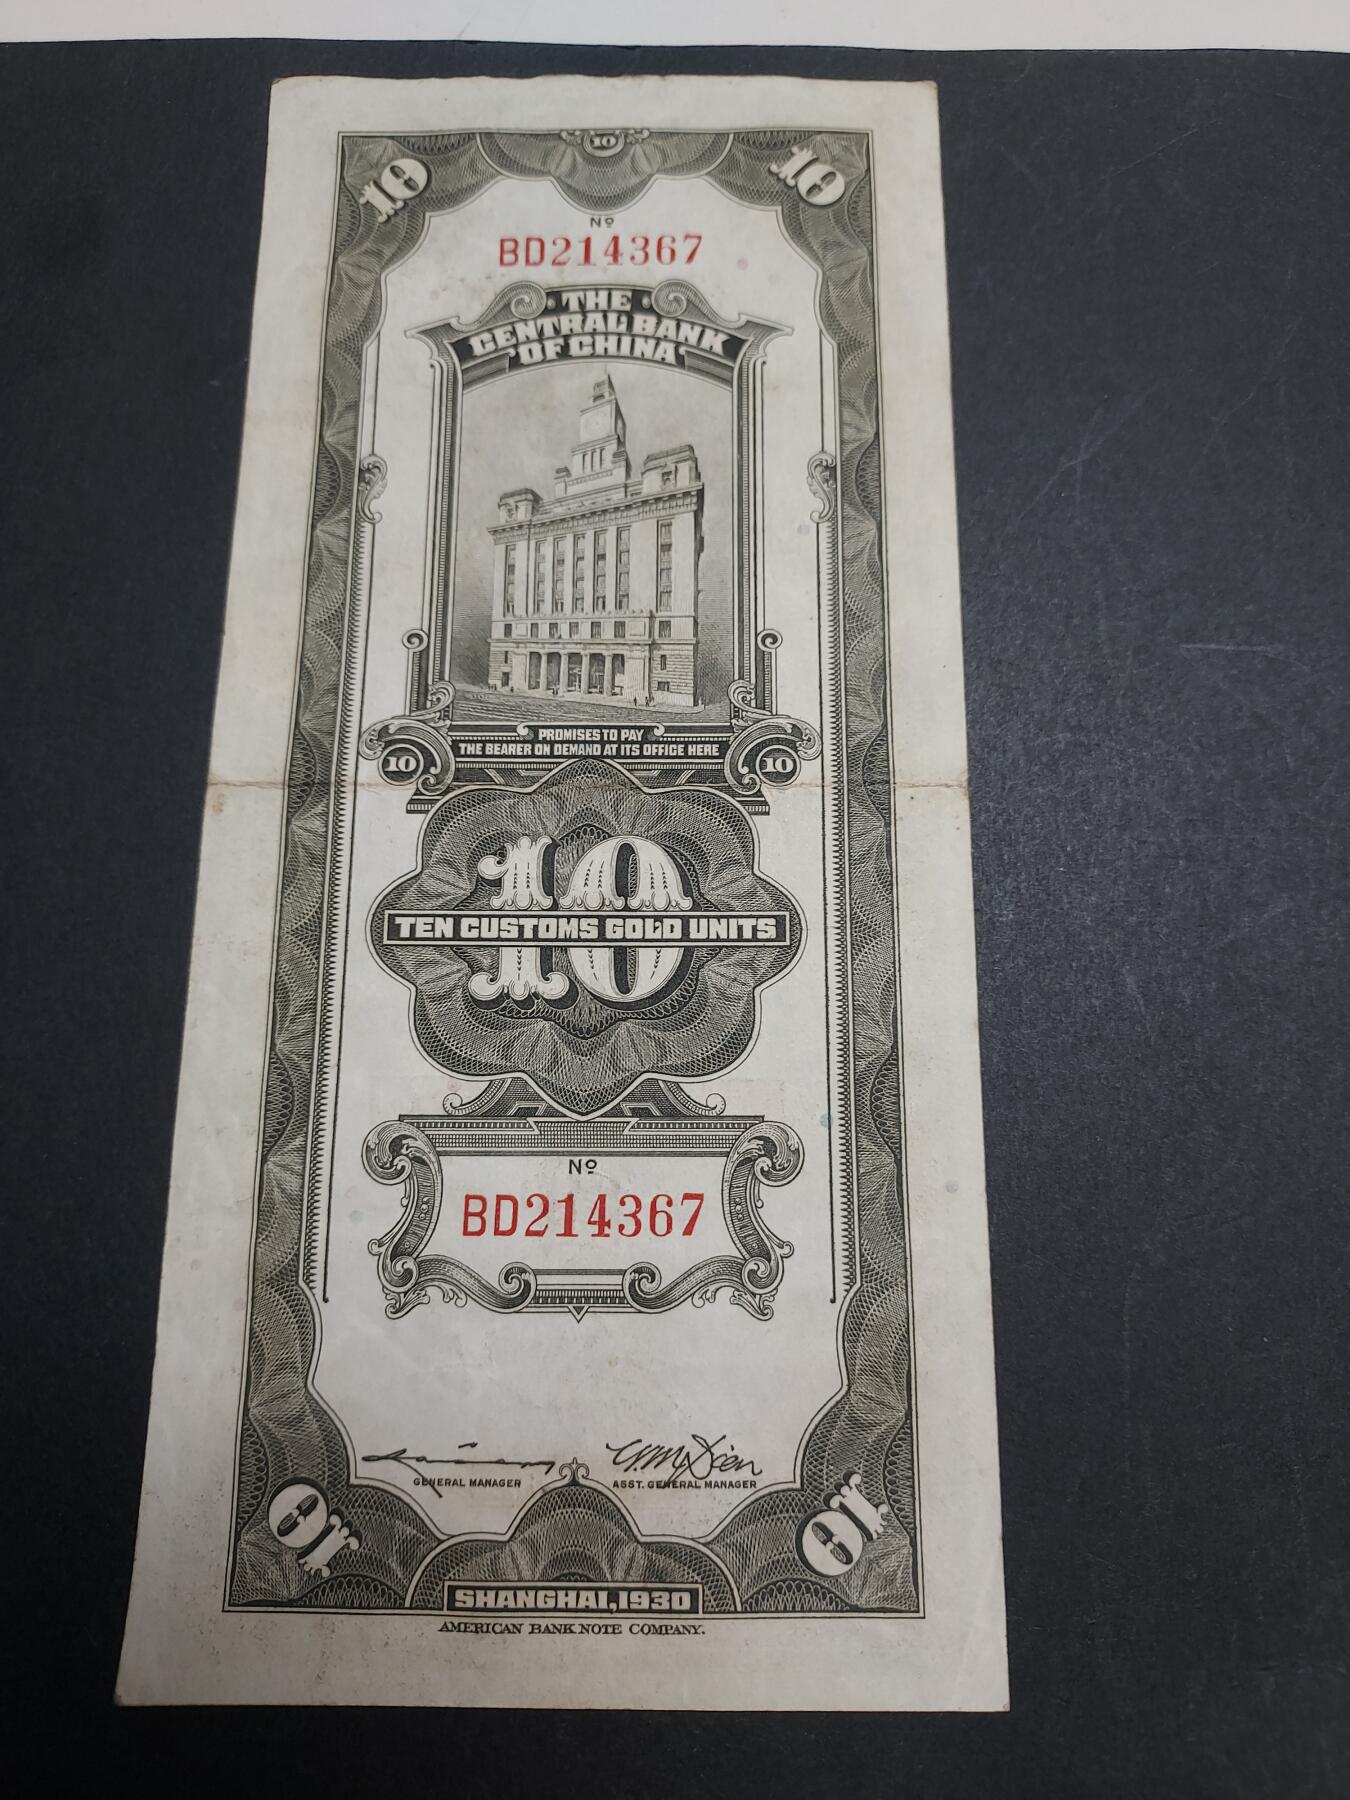 10
10 10
Nº
BD214367
THE
CENTRAL BANK
OF CHINA
PROMISES TO PAY
THE BEARER ON DEMAND AT ITS OFFICE HERE
10 10
10
TEN CUSTOMS GOLD UNITS
Nº
BD214367
GENERAL MANAGER
ASST. GENERAL MANAGER
10 10
SHANGHAI, 1930
AMERICAN BANK NOTE COMPANY.